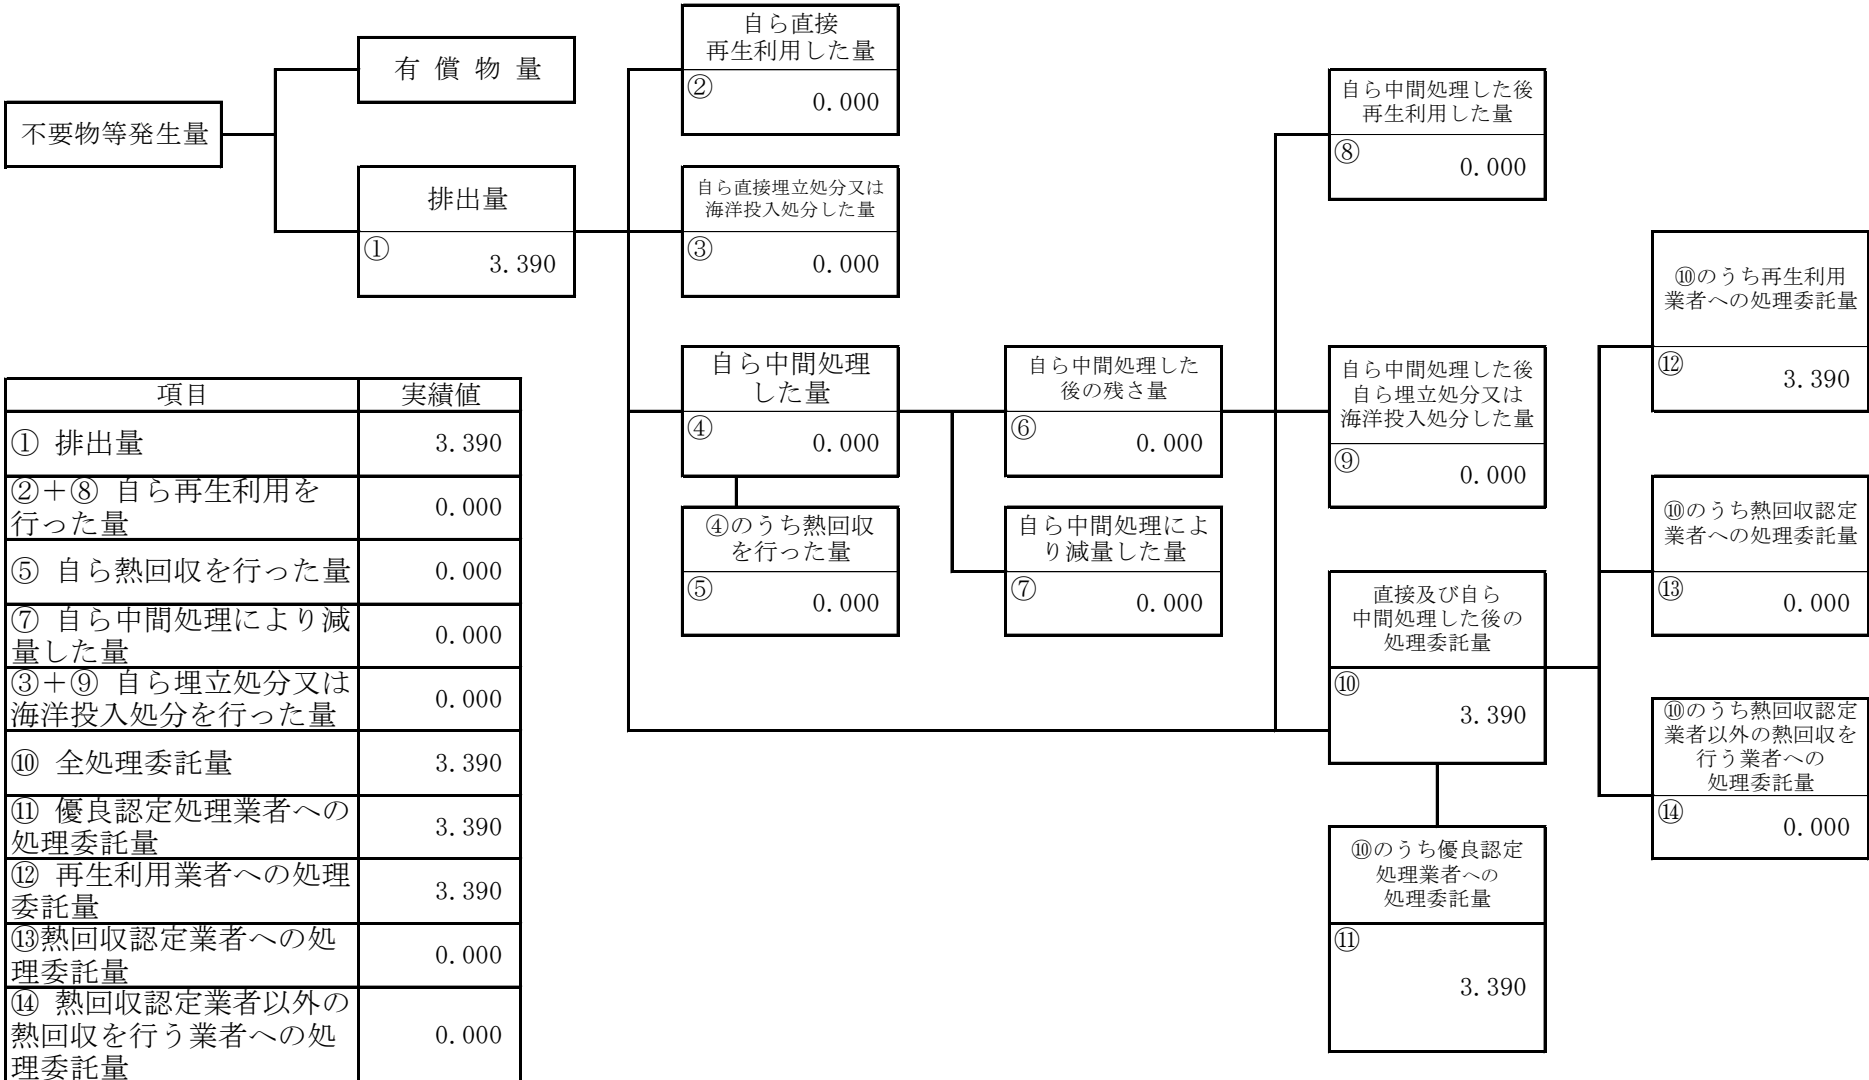 不要物等発生量
有 償 物 量
排出量
①
3.390
自ら直接
再生利用した量
②
0.000
自ら直接埋立処分又は
海洋投入処分した量
③
0.000
自ら中間処理
した量
④
0.000
④のうち熱回収
を行った量
⑤
0.000
自ら中間処理した
後の残さ量
⑥
0.000
自ら中間処理によ
り減量した量
⑦
0.000
自ら中間処理した後
再生利用した量
⑧
0.000
自ら中間処理した後
自ら埋立処分又は
海洋投入処分した量
⑨
0.000
直接及び自ら
中間処理した後の
処理委託量
⑩
3.390
⑩のうち優良認定
処理業者への
処理委託量
⑪
3.390
⑩のうち再生利用
業者への処理委託量
⑫
3.390
⑩のうち熱回収認定
業者への処理委託量
⑬
0.000
⑩のうち熱回収認定
業者以外の熱回収を
行う業者への
処理委託量
⑭
0.000
項目 実績値
① 排出量 3.390
②＋⑧ 自ら再生利用を
行った量 0.000
⑤ 自ら熱回収を行った量 0.000
⑦ 自ら中間処理により減
量した量 0.000
③＋⑨ 自ら埋立処分又は
海洋投入処分を行った量 0.000
⑩ 全処理委託量 3.390
⑪ 優良認定処理業者への
処理委託量 3.390
⑫ 再生利用業者への処理
委託量 3.390
⑬熱回収認定業者への処
理委託量 0.000
⑭ 熱回収認定業者以外の
熱回収を行う業者への処
理委託量 0.000